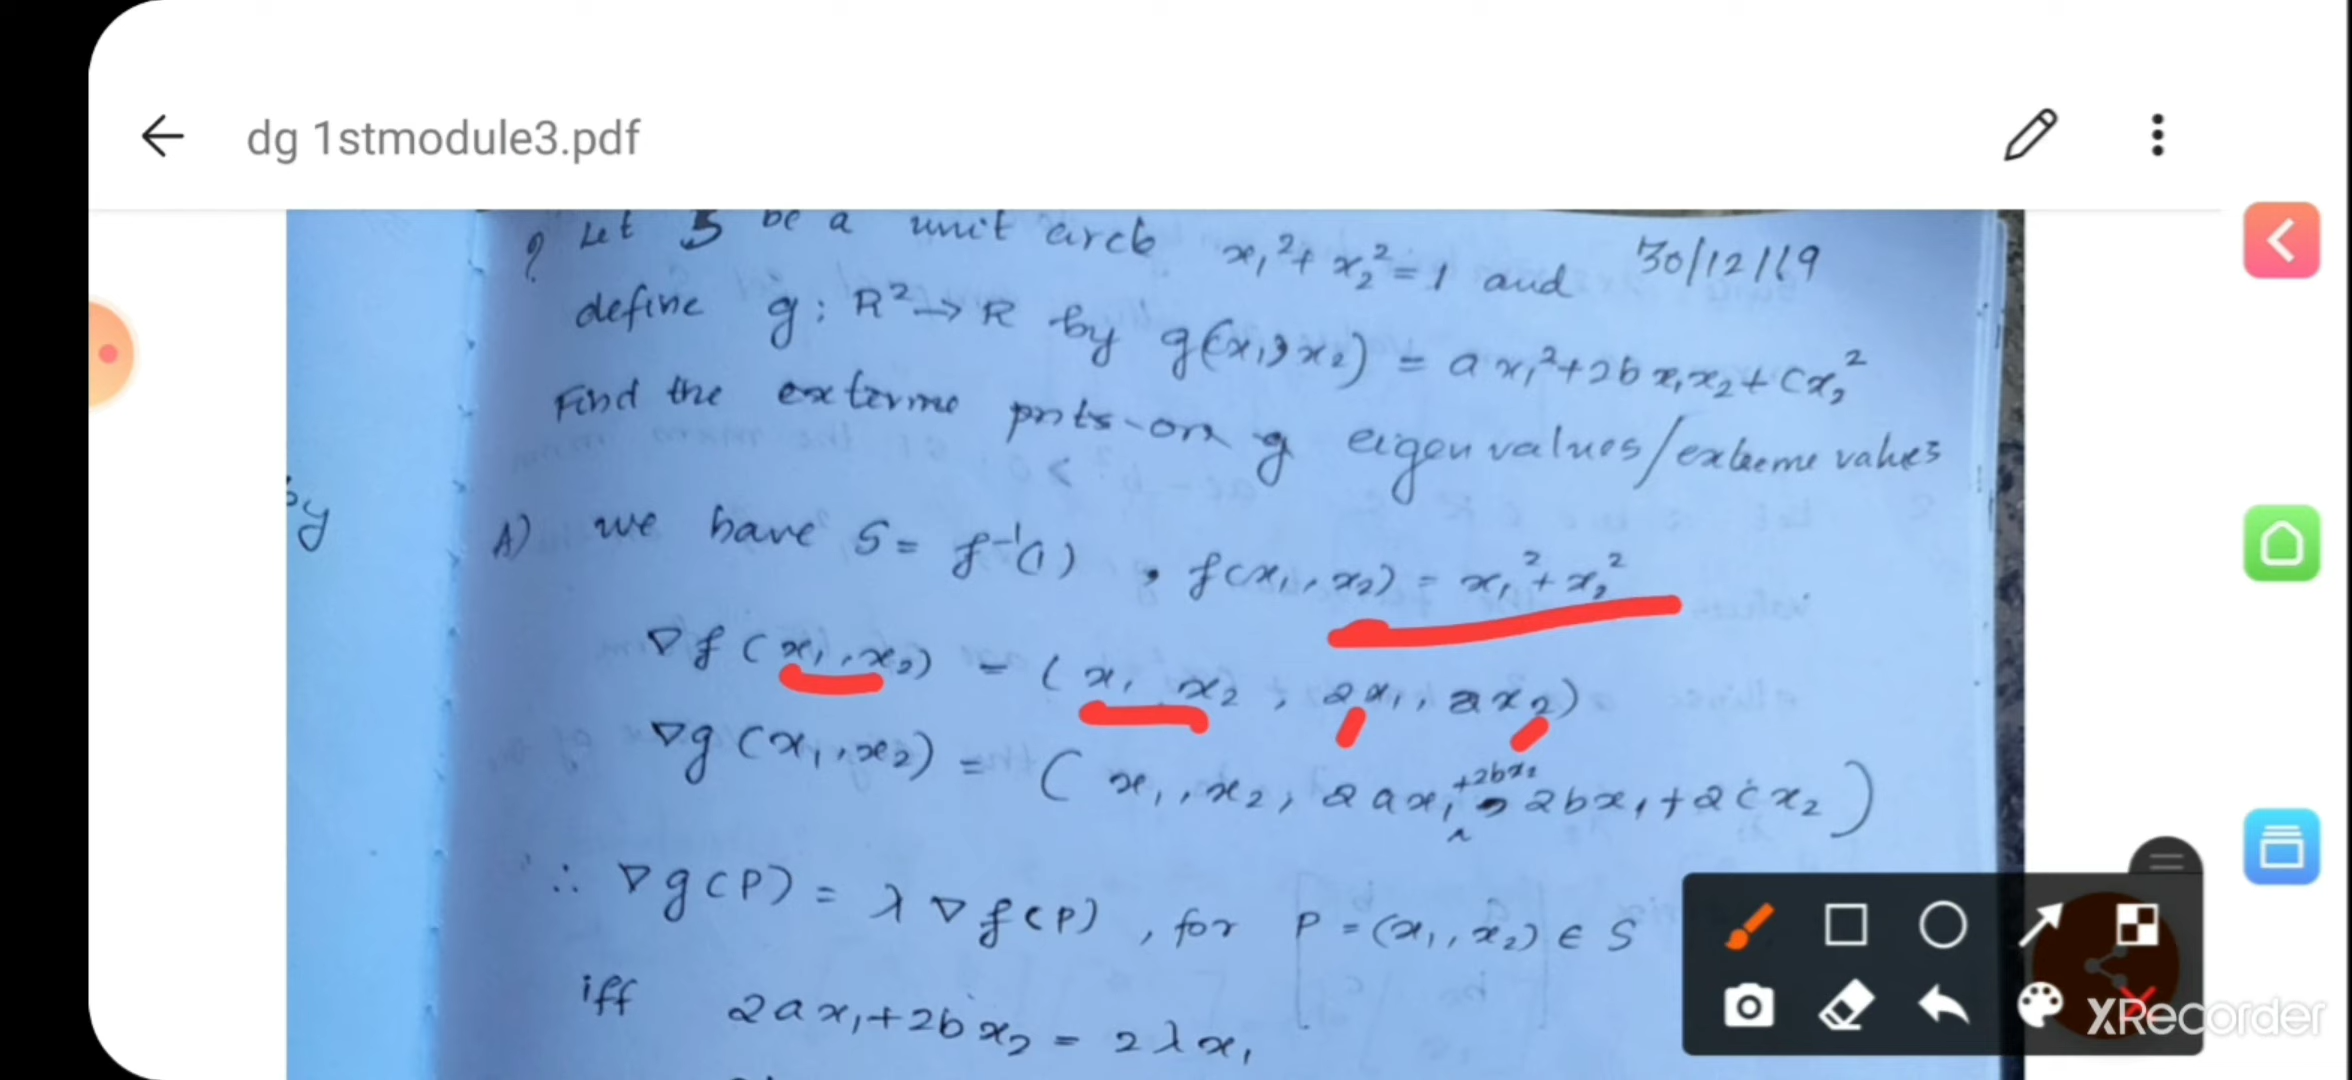 dg 1stmodule3.pdf
? Let S be a unit circle x₁² + x₂² = 1 and 30/12/19
define g : R² → R by g(x₁, x₂) = ax₁² + 2bx₁x₂ + cx₂²
Find the exterme pnts on g eigen values/extreme values
by
A) we have S = f⁻¹(1) , f(x₁, x₂) = x₁² + x₂²
∇f(x₁, x₂) = (x₁ x₂, 2x₁, 2x₂)
∇g(x₁, x₂) = (x₁, x₂, 2ax₁ +2bx₂, 2bx₁ + 2cx₂)
∴ ∇g(P) = λ∇f(P) , for P = (x₁, x₂) ∈ S
iff 2ax₁ + 2bx₂ = 2λx₁
XRecorder